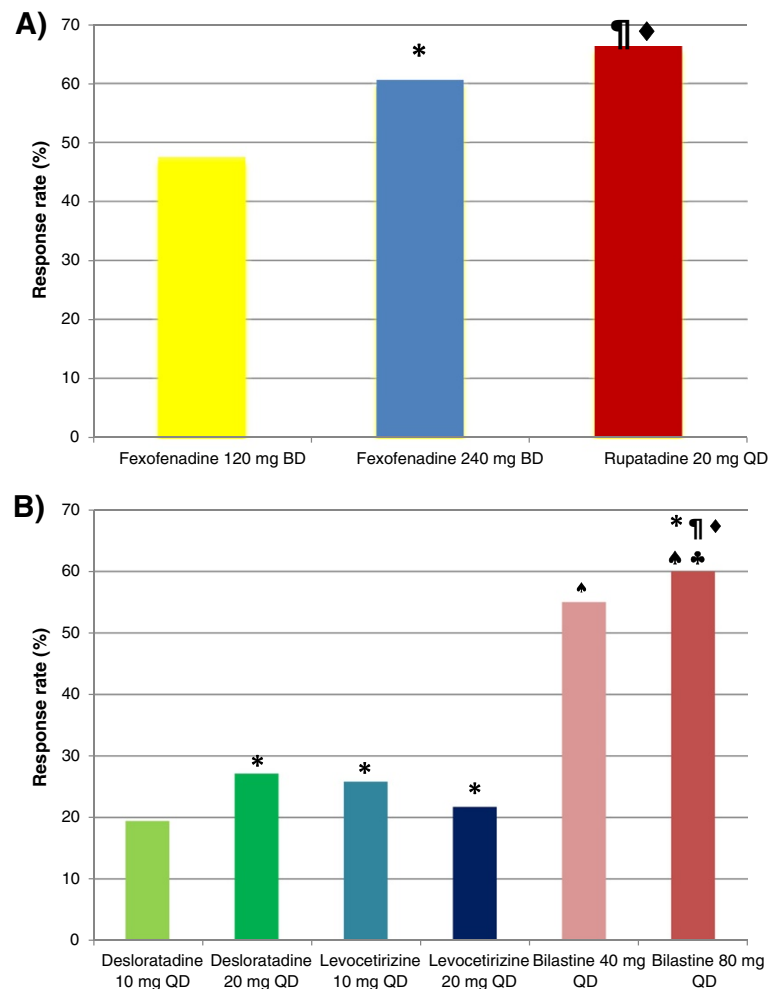 A)
Response rate (%)
70
60
50
40
30
20
10
0
*
¶ ♦
Fexofenadine 120 mg BD
Fexofenadine 240 mg BD
Rupatadine 20 mg QD
B)
Response rate (%)
70
60
50
40
30
20
10
0
*
*
*
♠
* ¶ ♦
♠ ♣
Desloratadine
10 mg QD
Desloratadine
20 mg QD
Levocetirizine
10 mg QD
Levocetirizine
20 mg QD
Bilastine 40 mg
QD
Bilastine 80 mg
QD